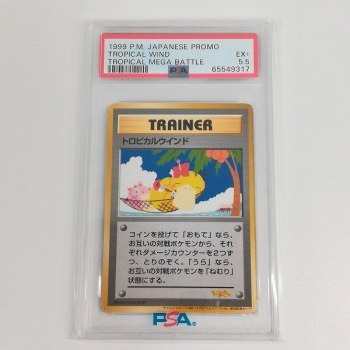 1999 P.M. JAPANESE PROMO
TROPICAL WIND EX+
TROPICAL MEGA BATTLE 5.5
PSA 65549317
TRAINER
トロピカルウインド
コインを投げて「おもて」なら、
お互いの対戦ポケモンから、それ
ぞれダメージカウンターを2つず
つ、とりのぞく。「うら」なら、
お互いの対戦ポケモンを「ねむり」
状態にする。
PSA